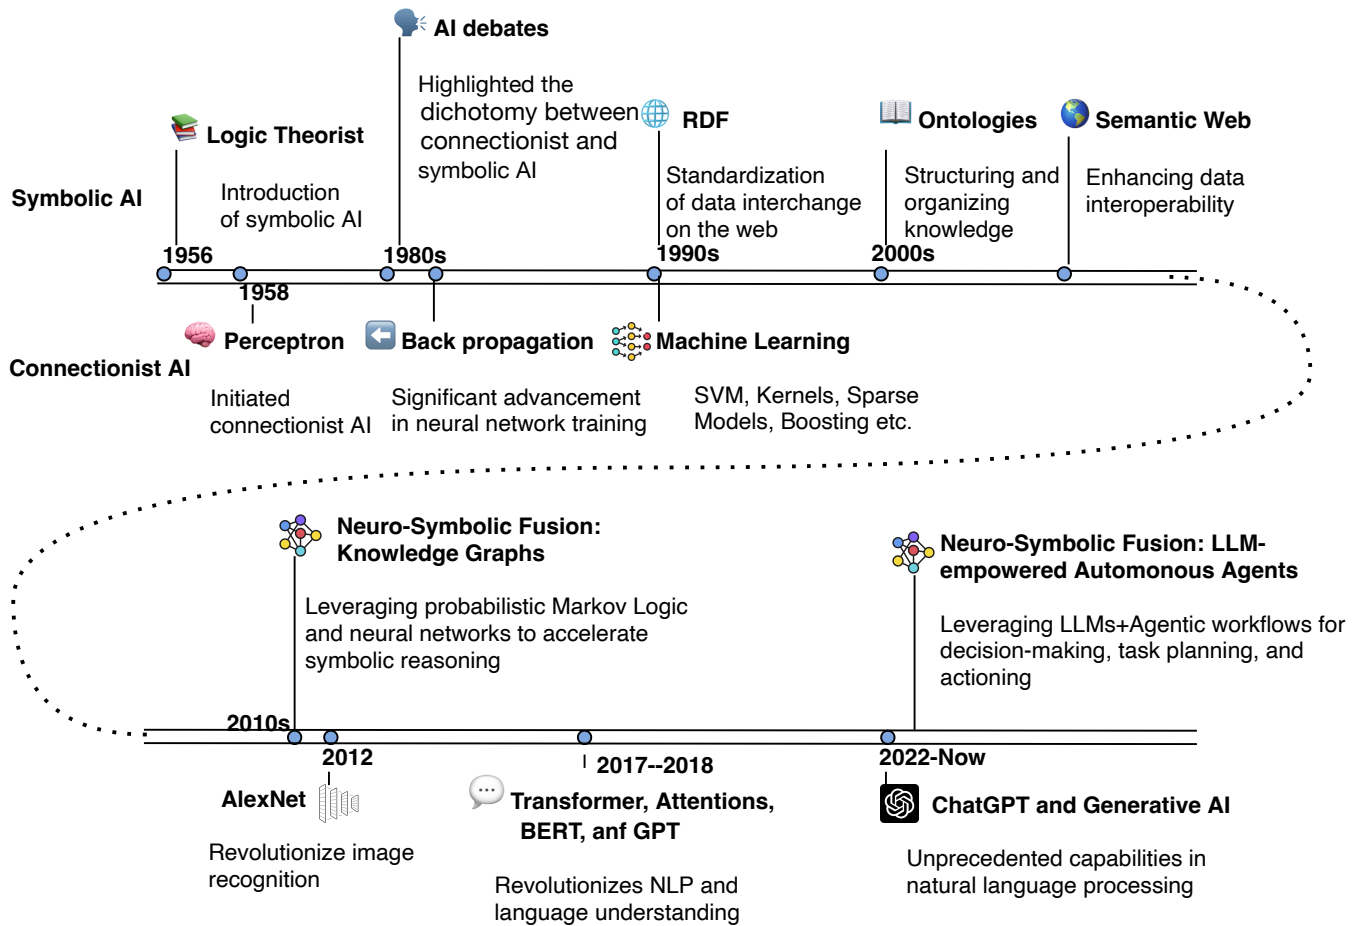 AI debates
Highlighted the
dichotomy between
connectionist and
symbolic AI
Logic Theorist
Introduction
of symbolic AI
RDF
Standardization
of data interchange
on the web
Ontologies
Structuring and
organizing
knowledge
Semantic Web
Enhancing data
interoperability
Symbolic AI
1956
1980s
1990s
2000s
1958
Perceptron
Back propagation
Machine Learning
Connectionist AI
Initiated
connectionist AI
Significant advancement
in neural network training
SVM, Kernels, Sparse
Models, Boosting etc.
Neuro-Symbolic Fusion:
Knowledge Graphs
Leveraging probabilistic Markov Logic
and neural networks to accelerate
symbolic reasoning
Neuro-Symbolic Fusion: LLM-
empowered Automonous Agents
Leveraging LLMs+Agentic workflows for
decision-making, task planning, and
actioning
2010s
2012
AlexNet
Revolutionize image
recognition
2017--2018
Transformer, Attentions,
BERT, anf GPT
Revolutionizes NLP and
language understanding
2022-Now
ChatGPT and Generative AI
Unprecedented capabilities in
natural language processing